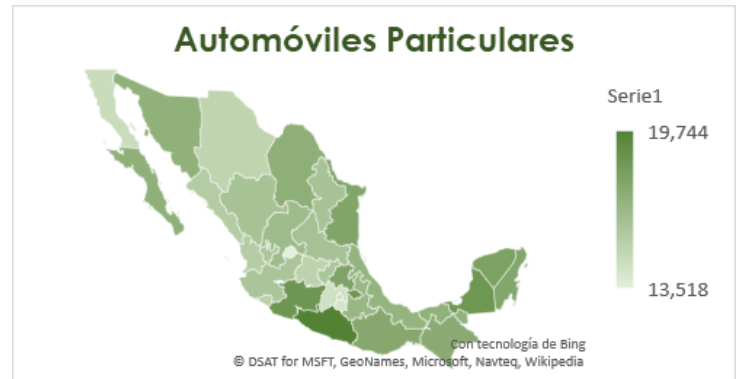 Automóviles Particulares
Serie1
19,744
13,518
Con tecnología de Bing
© DSAT for MSFT, GeoNames, Microsoft, Navteq, Wikipedia